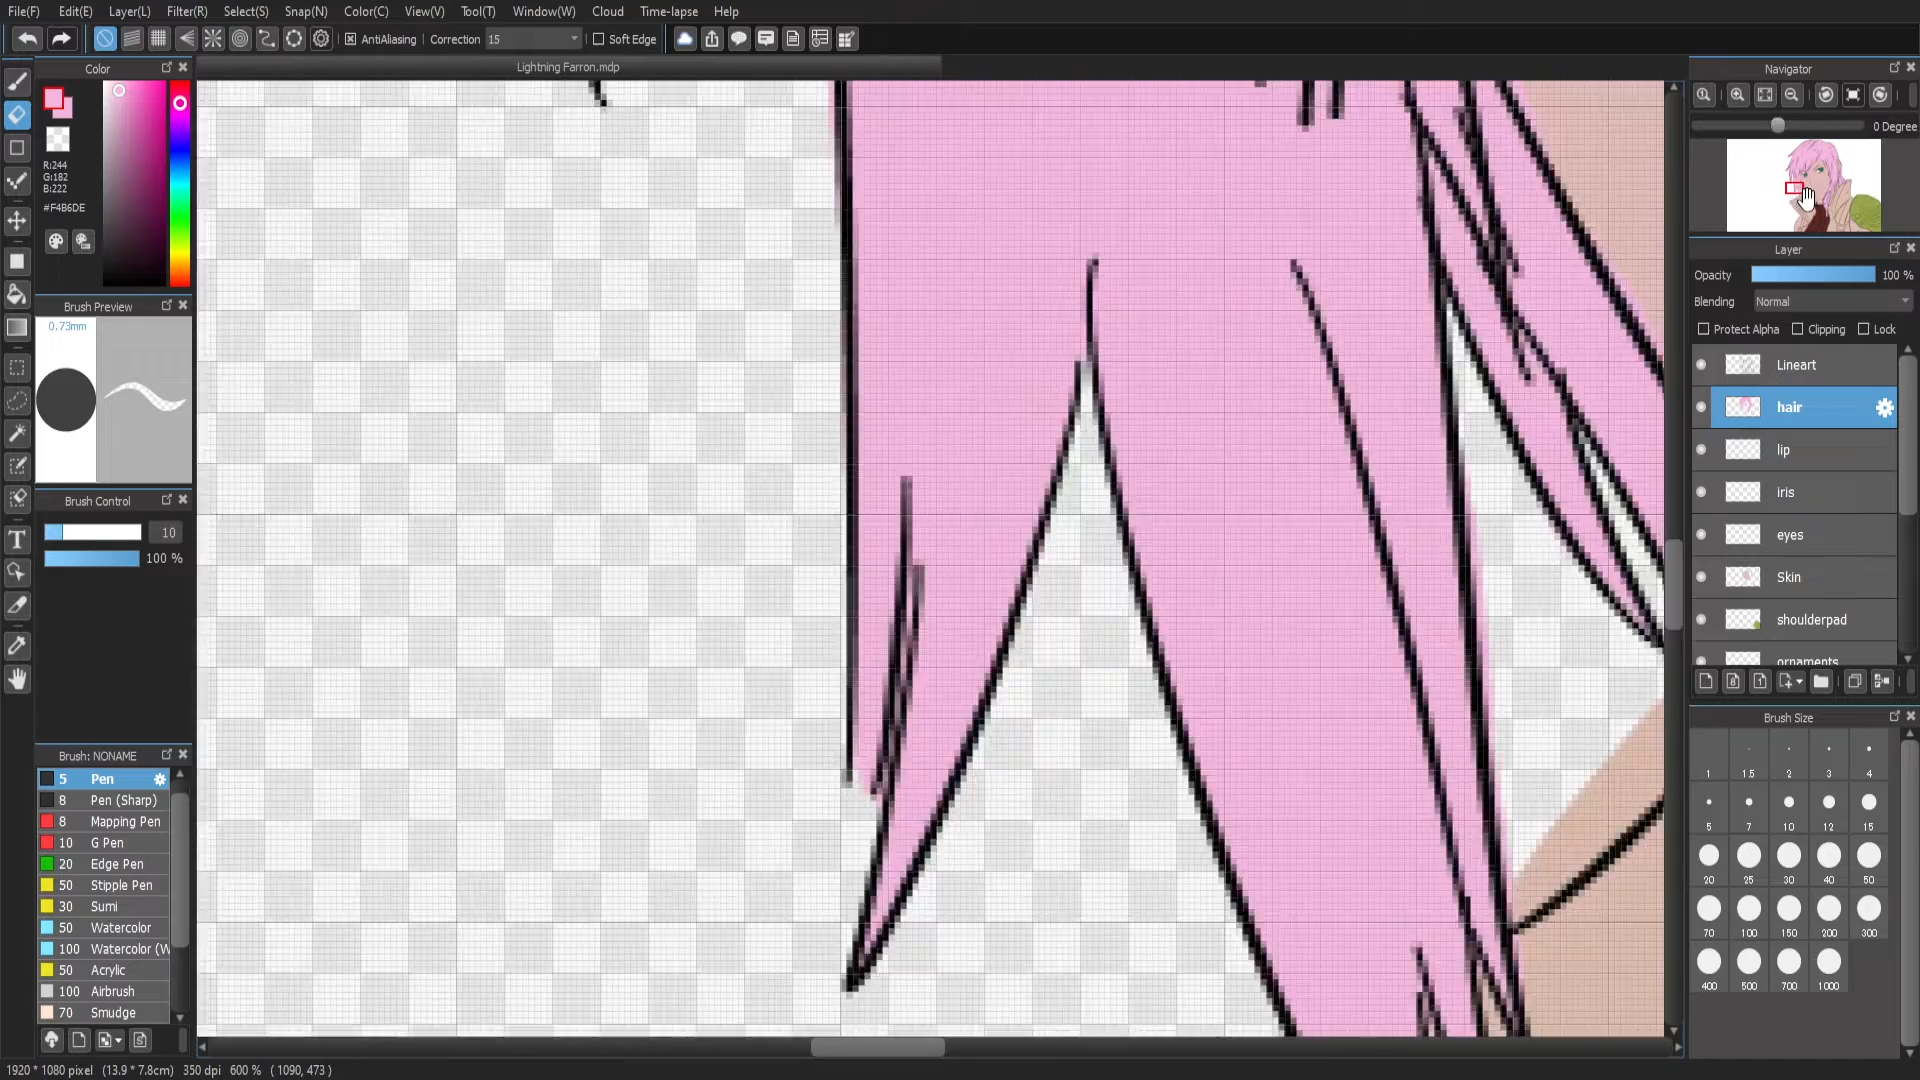 File(F) Edit(E) Layer(L) Filter(R) Select(S) Snap(N) Color(C) View(V) Tool(T) Window(W) Cloud Time-lapse Help
AntiAliasing Correction 15 Soft Edge
Color
Lightning Farron.mdp
Navigator
0 Degree
R:244
G:182
B:222
#F4B6DE
Layer
Opacity 100 %
Blending Normal
Protect Alpha Clipping Lock
Lineart
hair
lip
iris
eyes
Skin
shoulderpad
ornaments
Brush Preview
0.73mm
Brush Control
10
100 %
Brush: NONAME
5 Pen
8 Pen (Sharp)
8 Mapping Pen
10 G Pen
20 Edge Pen
50 Stipple Pen
30 Sumi
50 Watercolor
100 Watercolor (W
50 Acrylic
100 Airbrush
70 Smudge
Brush Size
1 1.5 2 3 4
5 7 10 12 15
20 25 30 40 50
70 100 150 200 300
400 500 700 1000
1920 * 1080 pixel (13.9 * 7.8cm) 350 dpi 600 % ( 1090, 473 )